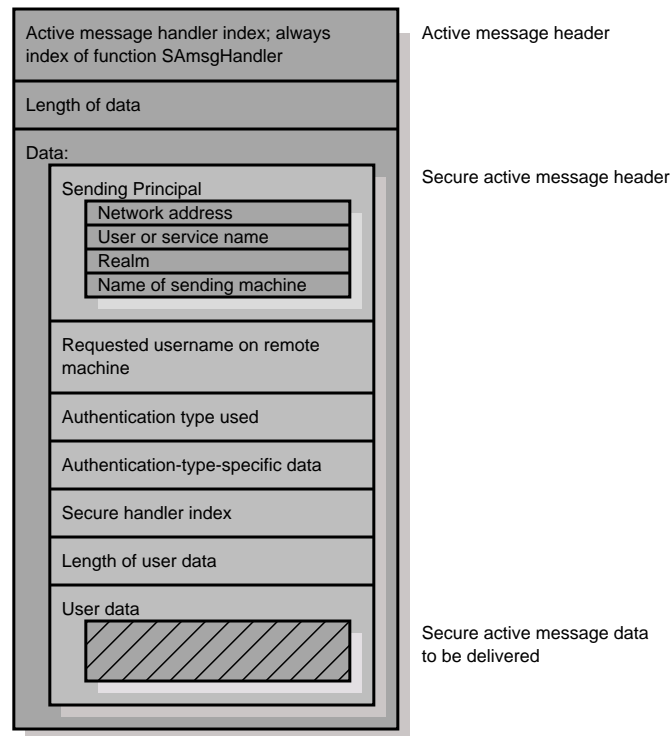 Active message handler index; always
index of function SAmsgHandler
Active message header
Length of data
Data:
Secure active message header
Sending Principal
Network address
User or service name
Realm
Name of sending machine
Requested username on remote
machine
Authentication type used
Authentication-type-specific data
Secure handler index
Length of user data
User data
Secure active message data
to be delivered